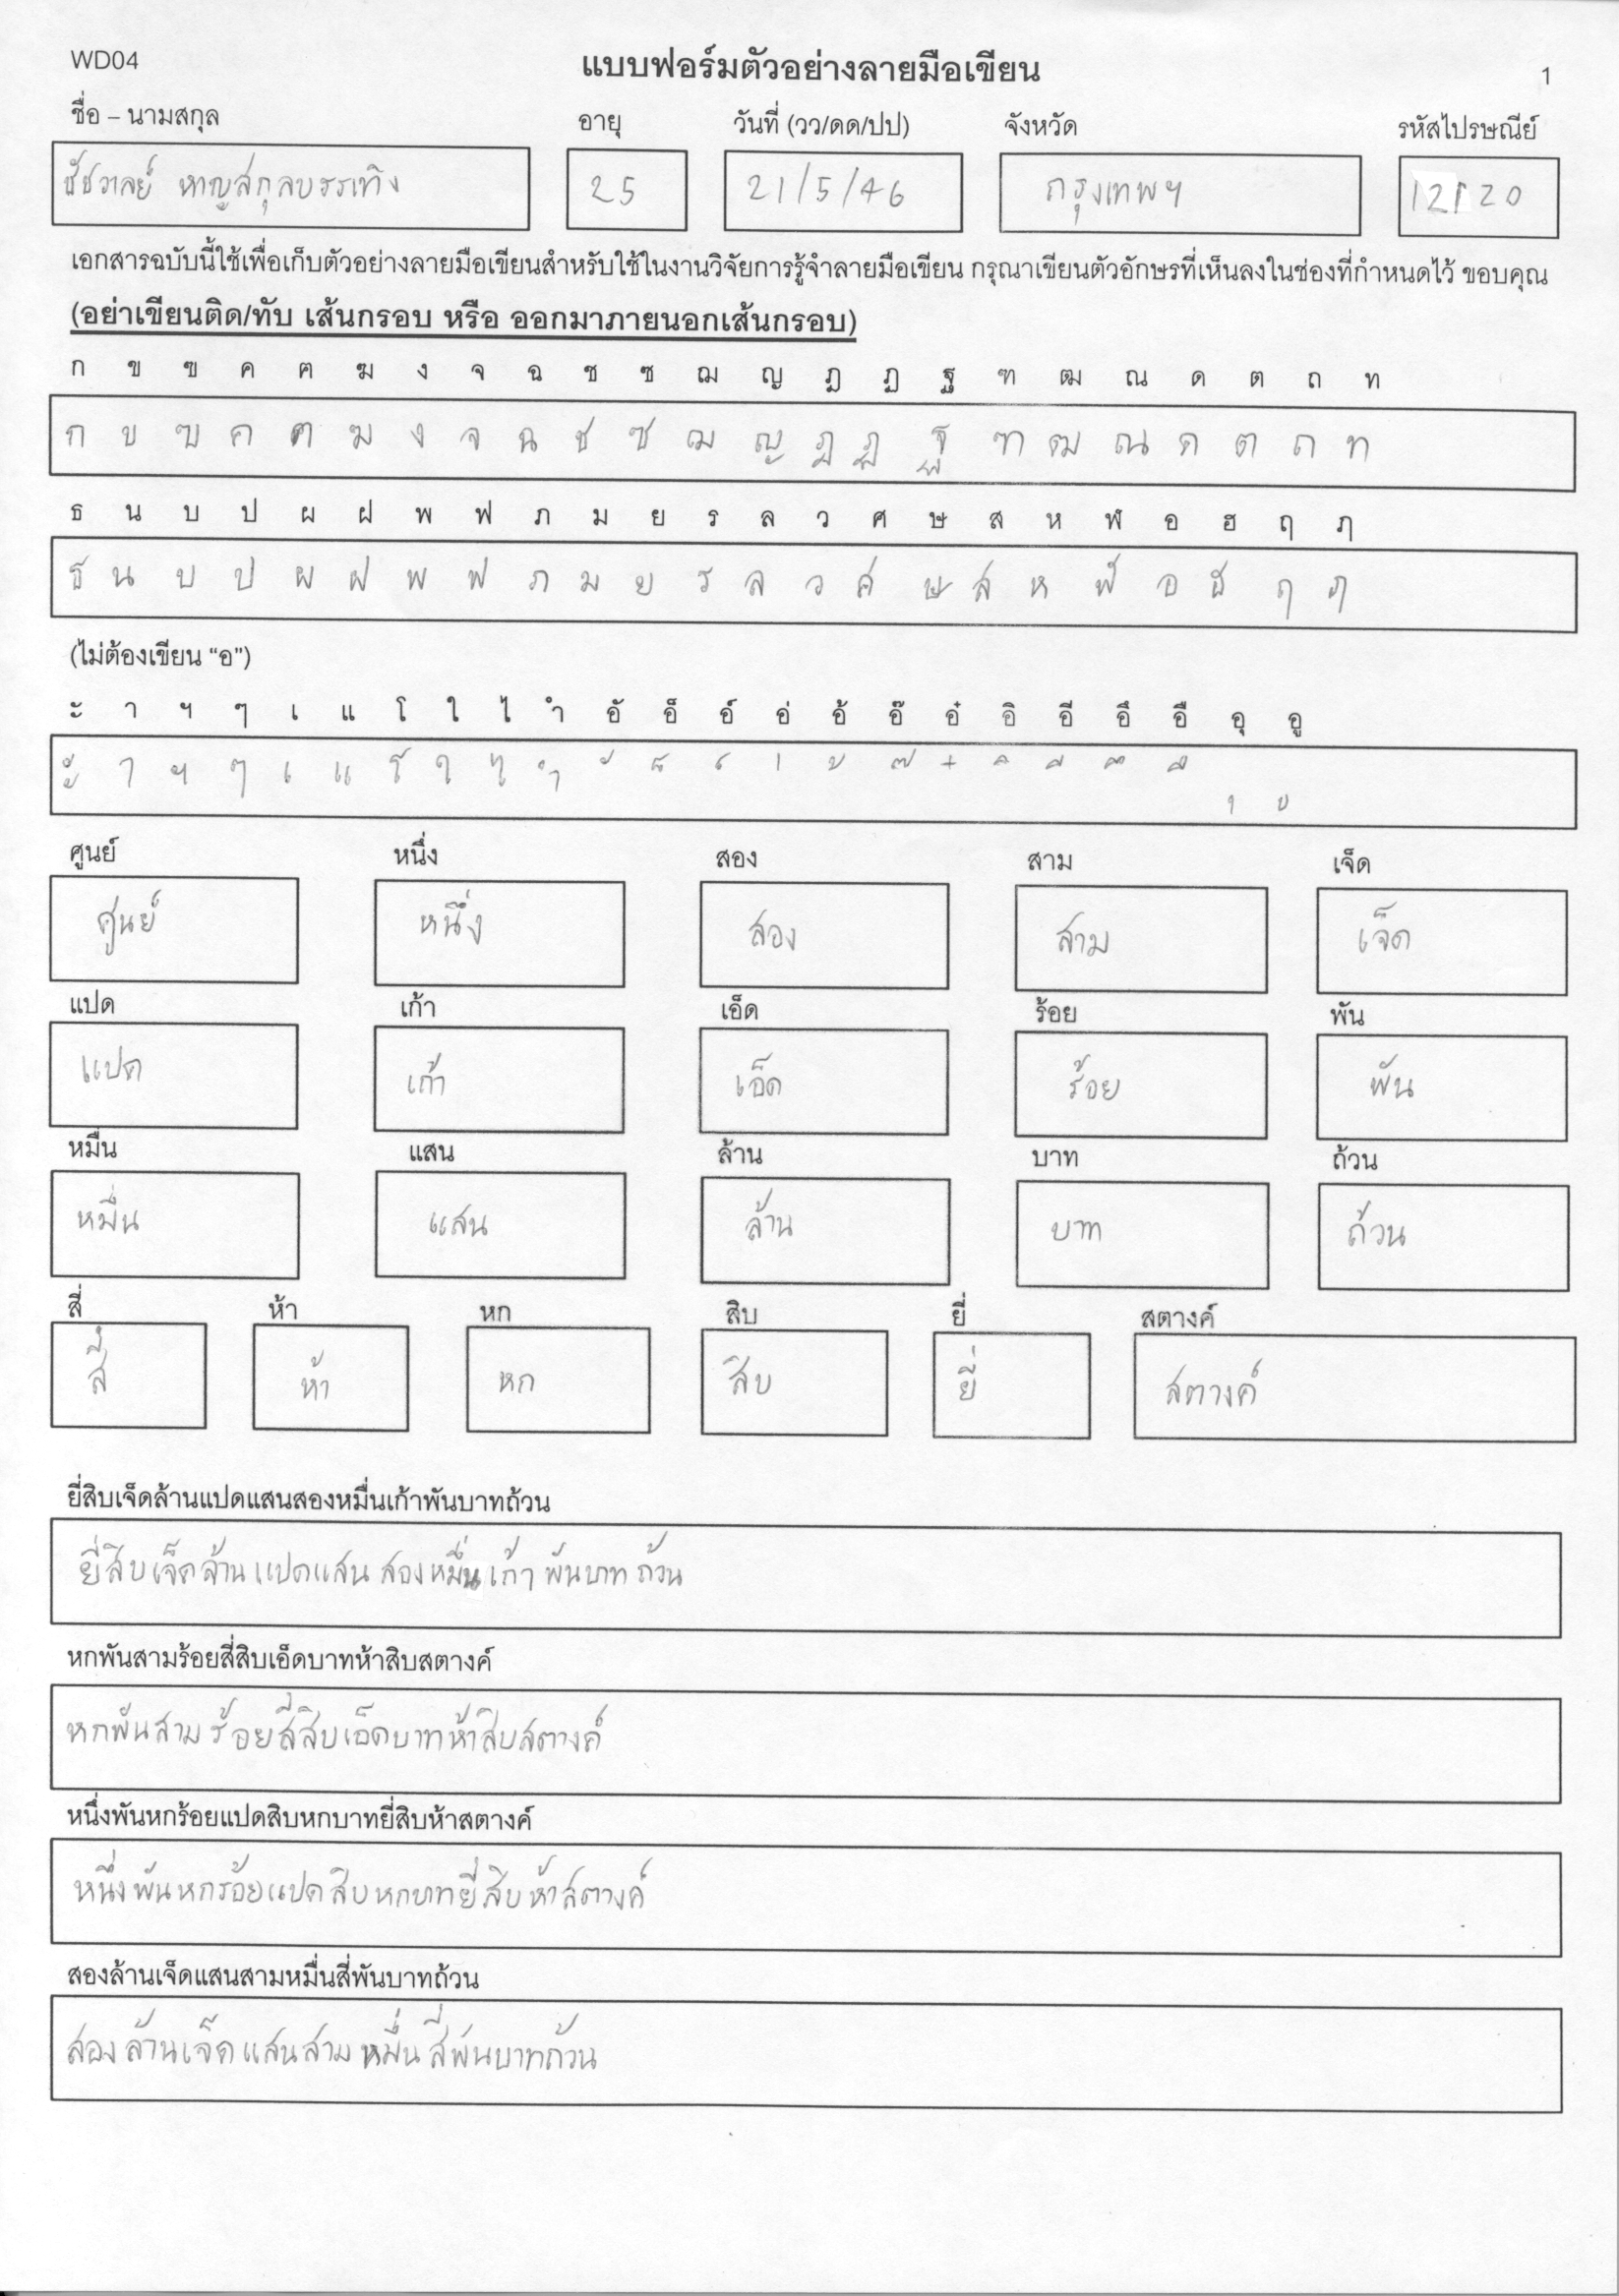 WD04 แบบฟอร์มตัวอย่างลายมือเขียน 1
ชื่อ – นามสกุล อายุ วันที่ (วว/ดด/ปป) จังหวัด รหัสไปรษณีย์
ชัชวาลย์ หาญสกุลบรรเทิง 25 21/5/46 กรุงเทพฯ 12120
เอกสารฉบับนี้ใช้เพื่อเก็บตัวอย่างลายมือเขียนสำหรับใช้ในงานวิจัยการรู้จำลายมือเขียน กรุณาเขียนตัวอักษรที่เห็นลงในช่องที่กำหนดไว้ ขอบคุณ
(อย่าเขียนติด/ทับ เส้นกรอบ หรือ ออกมาภายนอกเส้นกรอบ)
ก ข ฃ ค ฅ ฆ ง จ ฉ ช ซ ฌ ญ ฎ ฏ ฐ ฑ ฒ ณ ด ต ถ ท
ก ข ฃ ค ฅ ฆ ง จ ฉ ช ซ ฌ ญ ฎ ฏ ฐ ฑ ฒ ณ ด ต ถ ท
ธ น บ ป ผ ฝ พ ฟ ภ ม ย ร ล ว ศ ษ ส ห ฬ อ ฮ ฤ ฦ
ธ น บ ป ผ ฝ พ ฟ ภ ม ย ร ล ว ศ ษ ส ห ฬ อ ฮ ฤ ฦ
(ไม่ต้องเขียน “อ”)
ะ า ฯ ๆ เ แ โ ใ ไ ำ อั อ็ อ์ อ่ อ้ อ๊ อ๋ อิ อี อึ อื อุ อู
ะ า ฯ ๆ เ แ โ ใ ไ ำ ั ็ ์ ่ ้ ๊ ๋ ิ ี ึ ื ุ ู
ศูนย์ หนึ่ง สอง สาม เจ็ด
ศูนย์ หนึ่ง สอง สาม เจ็ด
แปด เก้า เอ็ด ร้อย พัน
แปด เก้า เอ็ด ร้อย พัน
หมื่น แสน ล้าน บาท ถ้วน
หมื่น แสน ล้าน บาท ถ้วน
สี่ ห้า หก สิบ ยี่ สตางค์
สี่ ห้า หก สิบ ยี่ สตางค์
ยี่สิบเจ็ดล้านแปดแสนสองหมื่นเก้าพันบาทถ้วน
ยี่สิบเจ็ดล้านแปดแสนสองหมื่นเก้าพันบาทถ้วน
หกพันสามร้อยสี่สิบเอ็ดบาทห้าสิบสตางค์
หกพันสามร้อยสี่สิบเอ็ดบาทห้าสิบสตางค์
หนึ่งพันหกร้อยแปดสิบหกบาทยี่สิบห้าสตางค์
หนึ่งพันหกร้อยแปดสิบหกบาทยี่สิบห้าสตางค์
สองล้านเจ็ดแสนสามหมื่นสี่พันบาทถ้วน
สองล้านเจ็ดแสนสามหมื่นสี่พันบาทถ้วน